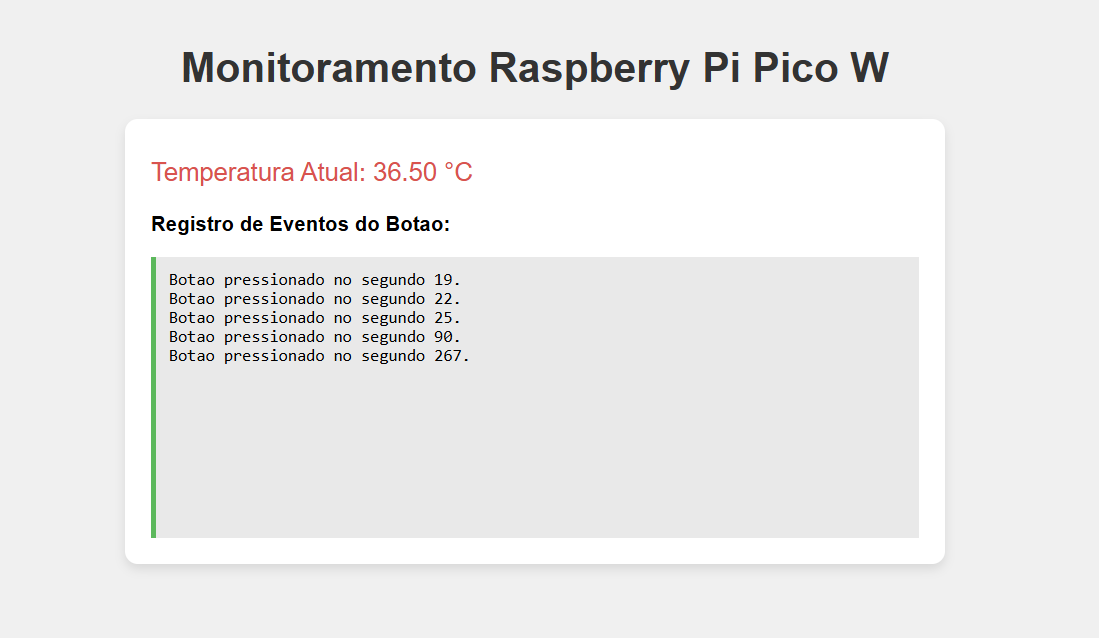 Monitoramento Raspberry Pi Pico W
Temperatura Atual: 36.50 °C
Registro de Eventos do Botao:
Botao pressionado no segundo 19.
Botao pressionado no segundo 22.
Botao pressionado no segundo 25.
Botao pressionado no segundo 90.
Botao pressionado no segundo 267.